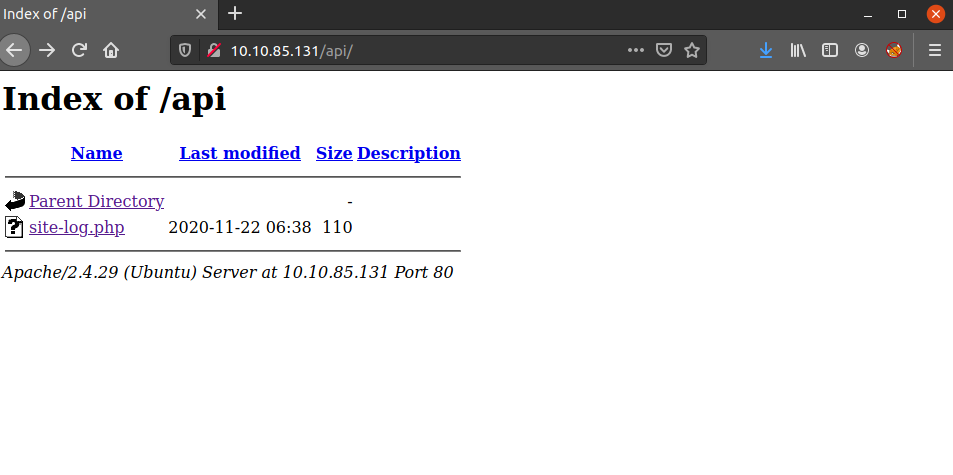 Index of /api
10.10.85.131/api/
Index of /api
Name Last modified Size Description
Parent Directory -
site-log.php 2020-11-22 06:38 110
Apache/2.4.29 (Ubuntu) Server at 10.10.85.131 Port 80